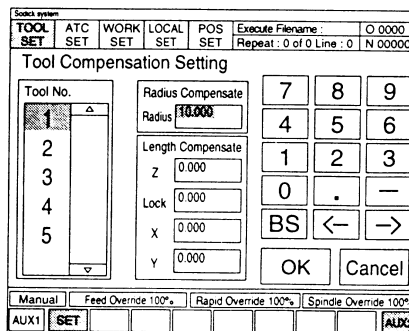 Sodick system
TOOL SET ATC SET WORK SET LOCAL SET POS SET Execute Filename : O 0000
Repeat : 0 of 0 Line : 0 N 00000
Tool Compensation Setting
Tool No.
1
2
3
4
5
Radius Compensate
Radius 10.000
Length Compensate
Z 0.000
Lock 0.000
X 0.000
Y 0.000
7 8 9
4 5 6
1 2 3
0 . —
BS <— —>
OK Cancel
Manual Feed Override 100% Rapid Override 100% Spindle Override 100%
AUX1 SET AUX